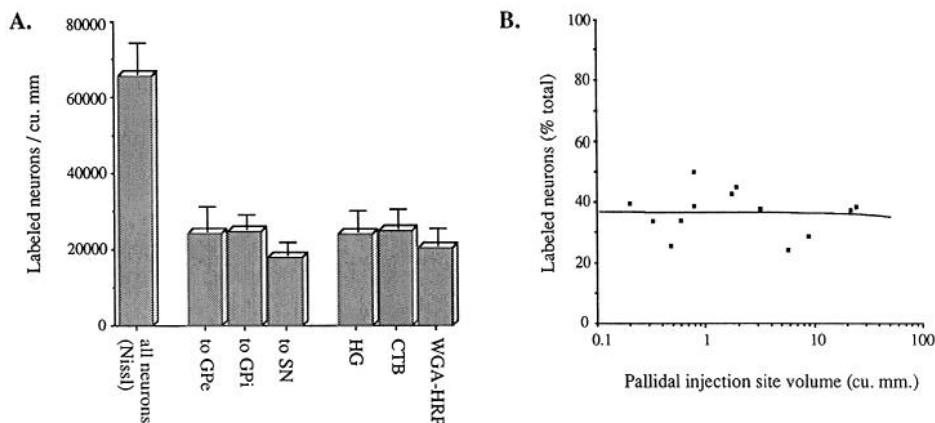 A.
Labeled neurons / cu. mm
80000
60000
40000
20000
0
all neurons
(Nissl)
to GPe
to GPi
to SN
HG
CTB
WGA-HRP
B.
Labeled neurons (% total)
100
80
60
40
20
0
0.1
1
10
100
Pallidal injection site volume (cu. mm.)